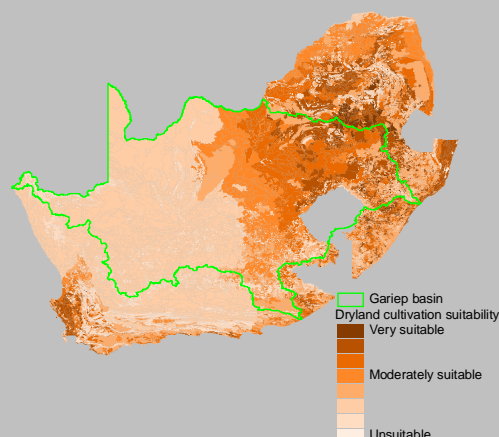 Gariep basin
Dryland cultivation suitability
Very suitable
Moderately suitable
Unsuitable